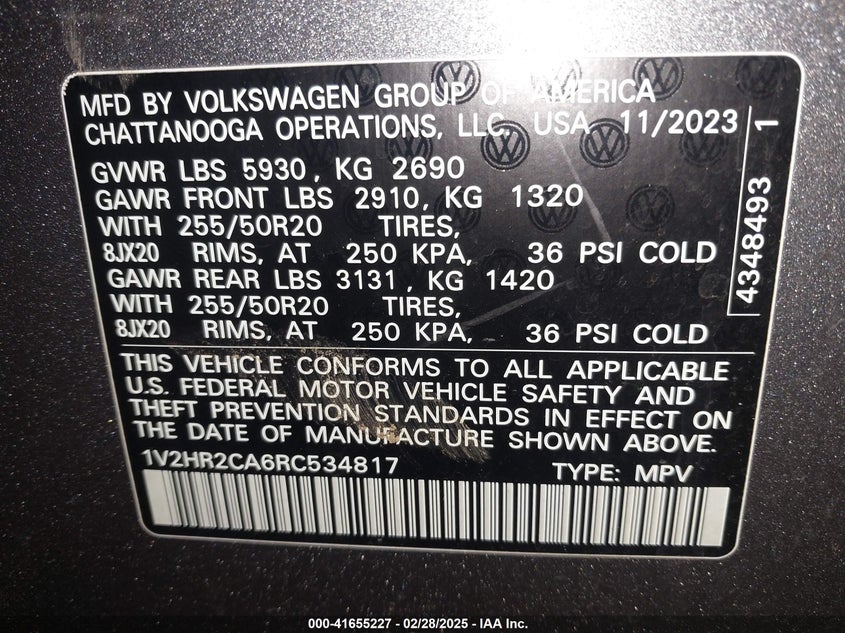 MFD BY VOLKSWAGEN GROUP OF AMERICA
CHATTANOOGA OPERATIONS, LLC, USA, 11/2023
GVWR LBS 5930, KG 2690
GAWR FRONT LBS 2910, KG 1320
WITH 255/50R20 TIRES,
8JX20 RIMS, AT 250 KPA, 36 PSI COLD
GAWR REAR LBS 3131, KG 1420
WITH 255/50R20 TIRES,
8JX20 RIMS, AT 250 KPA, 36 PSI COLD
4348493 1
THIS VEHICLE CONFORMS TO ALL APPLICABLE
U.S. FEDERAL MOTOR VEHICLE SAFETY AND
THEFT PREVENTION STANDARDS IN EFFECT ON
THE DATE OF MANUFACTURE SHOWN ABOVE.
1V2HR2CA6RC534817 TYPE: MPV
000-41655227 - 02/28/2025 - IAA Inc.